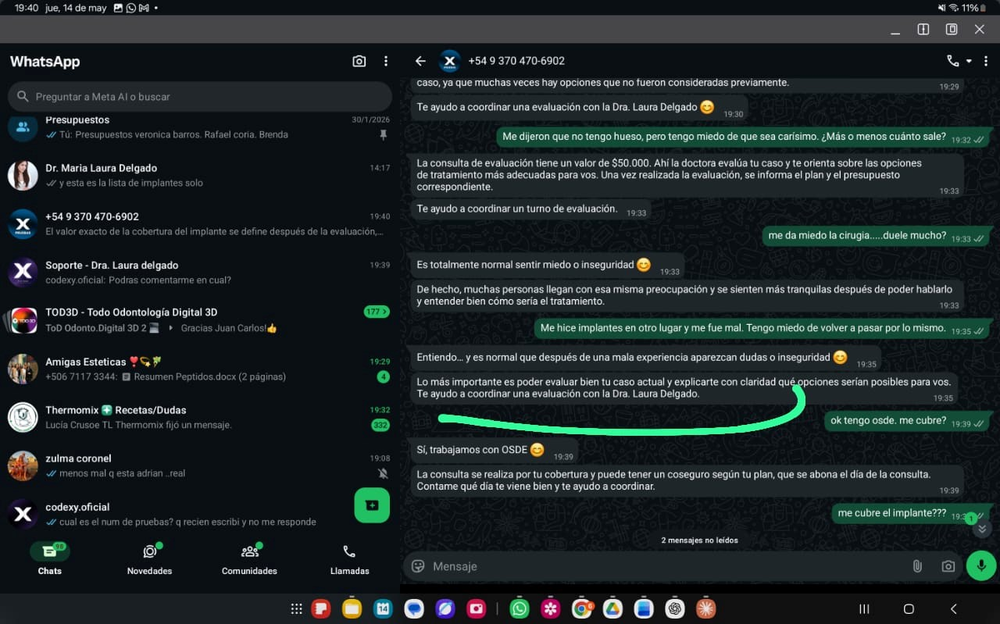 19:40 jue, 14 de may
11%
WhatsApp
Preguntar a Meta AI o buscar
Presupuestos
30/1/2026
Tú: Presupuestos veronica barros. Rafael coria. Brenda
Dr. Maria Laura Delgado
14:17
y esta es la lista de implantes solo
+54 9 370 470-6902
19:40
El valor exacto de la cobertura del implante se define después de la evaluación,...
Soporte - Dra. Laura delgado
19:39
codexy.oficial: Podras comentarme en cual?
TOD3D - Todo Odontología Digital 3D
177 >
ToD Odonto.Digital 3D 2 Gracias Juan Carlos!👍
Amigas Esteticas ❣️💫🌱
19:29
+506 7117 3344: Resumen Peptidos.docx (2 páginas)
4
Thermomix ❇️ Recetas/Dudas
19:32
Lucía Crusoe TL Thermomix fijó un mensaje.
332
zulma coronel
19:08
menos mal q esta adrian ..real
codexy.oficial
cual es el num de pruebas? q recien escribi y no me responde
98
Chats
Novedades
Comunidades
Llamadas
X
PRUEBAS
+54 9 370 470-6902
caso, ya que muchas veces hay opciones que no fueron consideradas previamente.
19:29
Te ayudo a coordinar una evaluación con la Dra. Laura Delgado 😊
19:30
Me dijeron que no tengo hueso, pero tengo miedo de que sea carísimo. ¿Más o menos cuánto sale?
19:32
La consulta de evaluación tiene un valor de $50.000. Ahí la doctora evalúa tu caso y te orienta sobre las opciones
de tratamiento más adecuadas para vos. Una vez realizada la evaluación, se informa el plan y el presupuesto
correspondiente.
19:33
Te ayudo a coordinar un turno de evaluación.
19:33
me da miedo la cirugia.....duele mucho?
19:33
Es totalmente normal sentir miedo o inseguridad 😊
19:33
De hecho, muchas personas llegan con esa misma preocupación y se sienten más tranquilas después de poder hablarlo
y entender bien cómo sería el tratamiento.
19:33
Me hice implantes en otro lugar y me fue mal. Tengo miedo de volver a pasar por lo mismo.
19:35
Entiendo... y es normal que después de una mala experiencia aparezcan dudas o inseguridad 😊
19:35
Lo más importante es poder evaluar bien tu caso actual y explicarte con claridad qué opciones serían posibles para vos.
Te ayudo a coordinar una evaluación con la Dra. Laura Delgado.
19:35
ok tengo osde. me cubre?
19:39
Sí, trabajamos con OSDE 😊
19:39
La consulta se realiza por tu cobertura y puede tener un coseguro según tu plan, que se abona el día de la consulta.
Contame qué día te viene bien y te ayudo a coordinar.
19:39
me cubre el implante???
1
2 mensajes no leídos
Mensaje
14
6